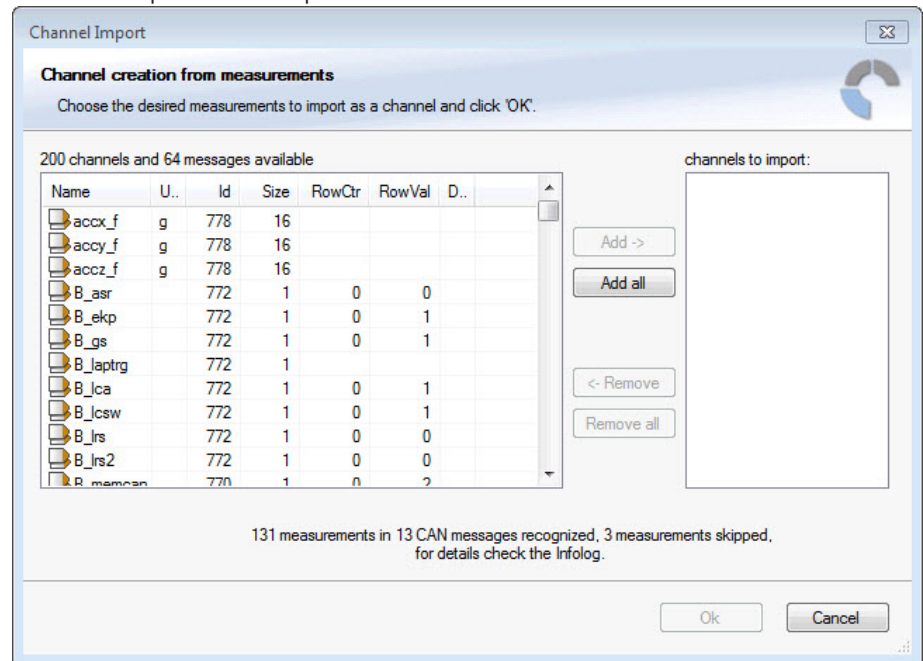 Channel Import
Channel creation from measurements
Choose the desired measurements to import as a channel and click 'OK'.
200 channels and 64 messages available
channels to import:
Name U.. Id Size RowCtr RowVal D..
accx_f g 778 16
accy_f g 778 16
accz_f g 778 16
B_asr 772 1 0 0
B_ekp 772 1 0 1
B_gs 772 1 0 1
B_laptrg 772 1
B_lca 772 1 0 1
B_lcsw 772 1 0 1
B_lrs 772 1 0 0
B_lrs2 772 1 0 0
B_memcan 770 1 0 2
Add ->
Add all
<- Remove
Remove all
131 measurements in 13 CAN messages recognized, 3 measurements skipped,
for details check the Infolog.
Ok Cancel